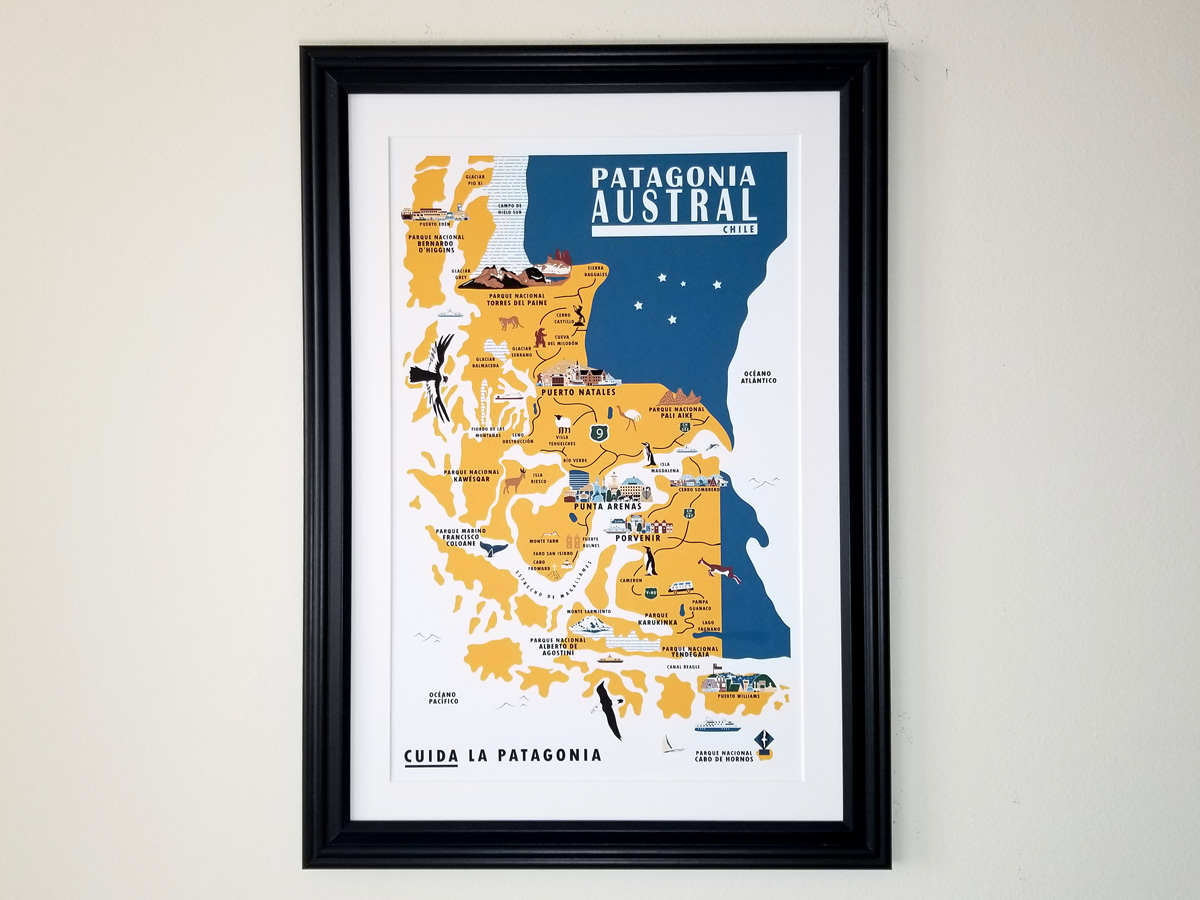 PATAGONIA
AUSTRAL
CHILE
GLACIAR
PIO XI
CAMPO DE
HIELO SUR
PUERTO EDÉN
PARQUE NACIONAL
BERNARDO
O'HIGGINS
GLACIAR
GREY
SIERRA
BAGUALES
PARQUE NACIONAL
TORRES DEL PAINE
CERRO
CASTILLO
CUEVA
DEL MILODÓN
GLACIAR
SERRANO
GLACIAR
BALMACEDA
OCÉANO
ATLÁNTICO
PUERTO NATALES
PARQUE NACIONAL
PALI AIKE
CH
255
FIORDO DE LAS
MONTAÑAS
SENO
OBSTRUCCIÓN
VILLA
TEHUELCHES
9
RÍO VERDE
ISLA
MAGDALENA
PARQUE NACIONAL
KAWÉSQAR
ISLA
RIESCO
CERRO SOMBRERO
PUNTA ARENAS
CH
257
PORVENIR
PARQUE MARINO
FRANCISCO
COLOANE
MONTE TARN
FUERTE
BULNES
FARO SAN ISIDRO
CABO
FROWARD
ESTRECHO DE MAGALLANES
CAMERON
Y-85
PAMPA
GUANACO
MONTE SARMIENTO
PARQUE
KARUKINKA
LAGO
FAGNANO
PARQUE NACIONAL
ALBERTO DE
AGOSTINI
PARQUE NACIONAL
YENDEGAIA
CANAL BEAGLE
PUERTO WILLIAMS
OCÉANO
PACÍFICO
CUIDA LA PATAGONIA
PARQUE NACIONAL
CABO DE HORNOS